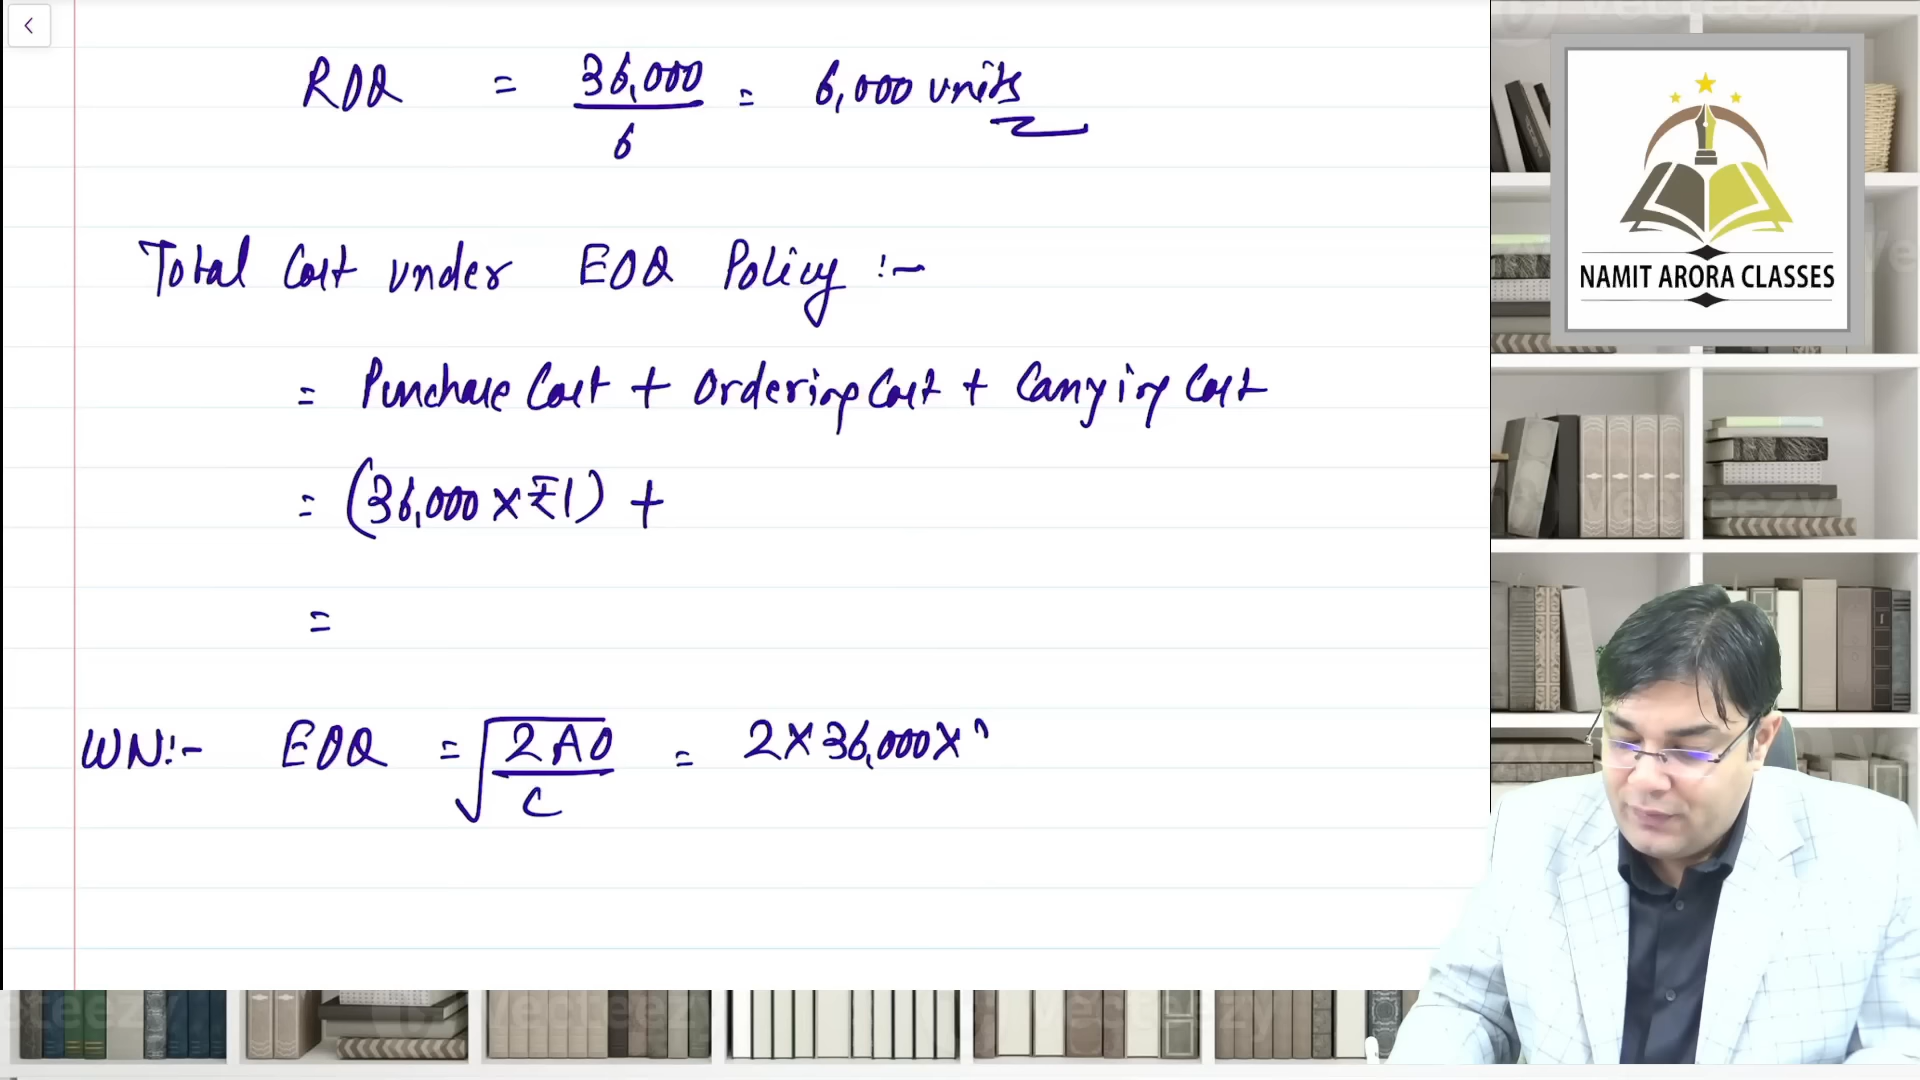 ROQ = 36,000 / 6 = 6,000 units
Total Cost under EOQ Policy :-
= Purchase Cost + Ordering Cost + Carrying Cost
= (36,000 × ₹1) +
=
WN:- EOQ = √2AO / C = 2 × 36,000 ×
NAMIT ARORA CLASSES